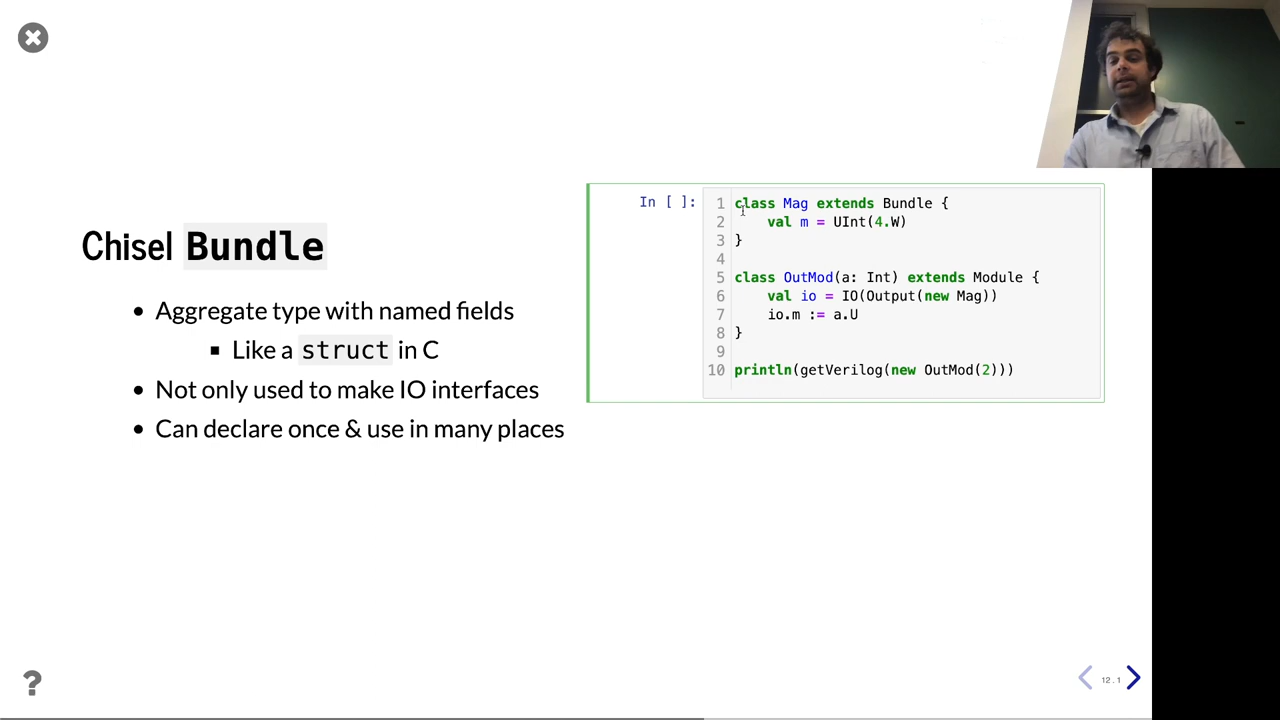 Chisel Bundle
• Aggregate type with named fields
▪ Like a struct in C
• Not only used to make IO interfaces
• Can declare once & use in many places
In [ ]:
1 class Mag extends Bundle {
2     val m = UInt(4.W)
3 }
4
5 class OutMod(a: Int) extends Module {
6     val io = IO(Output(new Mag))
7     io.m := a.U
8 }
9
10 println(getVerilog(new OutMod(2)))
?
12.1